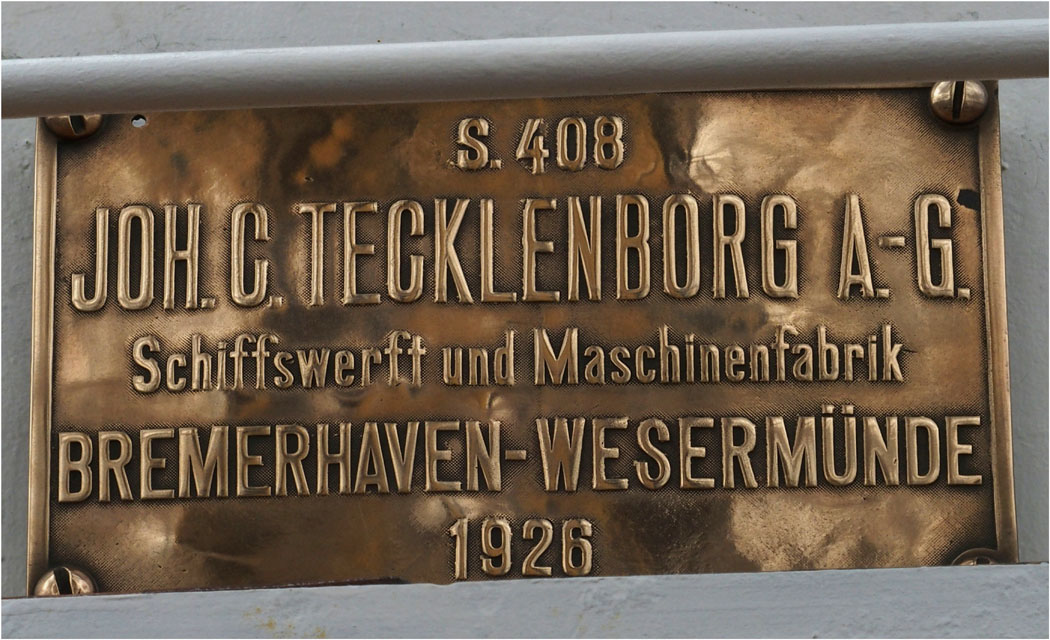 S. 408
JOH. C. TECKLENBORG A.-G.
Schiffswerft und Maschinenfabrik
BREMERHAVEN-WESERMÜNDE
1926